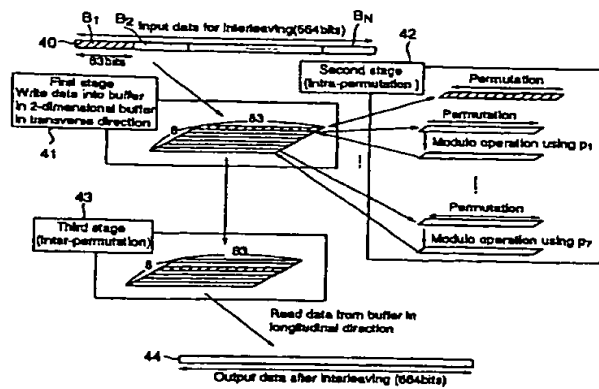 B1 B2 BN
Input data for Interleaving(664bits)
40
83bits
42
First stage
Write data into buffer
in 2-dimensional buffer
in transverse direction
41
Second stage
(Intra-permutation)
Permutation
83
8
Permutation
Modulo operation using p1
43
Third stage
(Inter-permutation)
83
8
Permutation
Modulo operation using p7
Read data from buffer in
longitudinal direction
44
Output data after Interleaving (664bits)